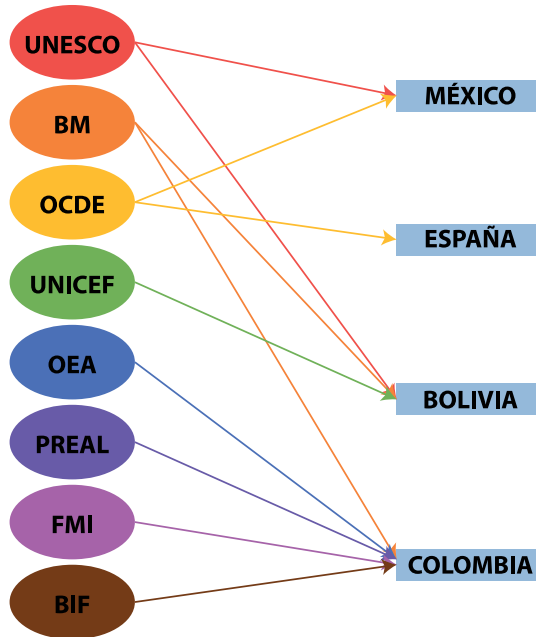 UNESCO
BM
OCDE
UNICEF
OEA
PREAL
FMI
BIF
MÉXICO
ESPAÑA
BOLIVIA
COLOMBIA